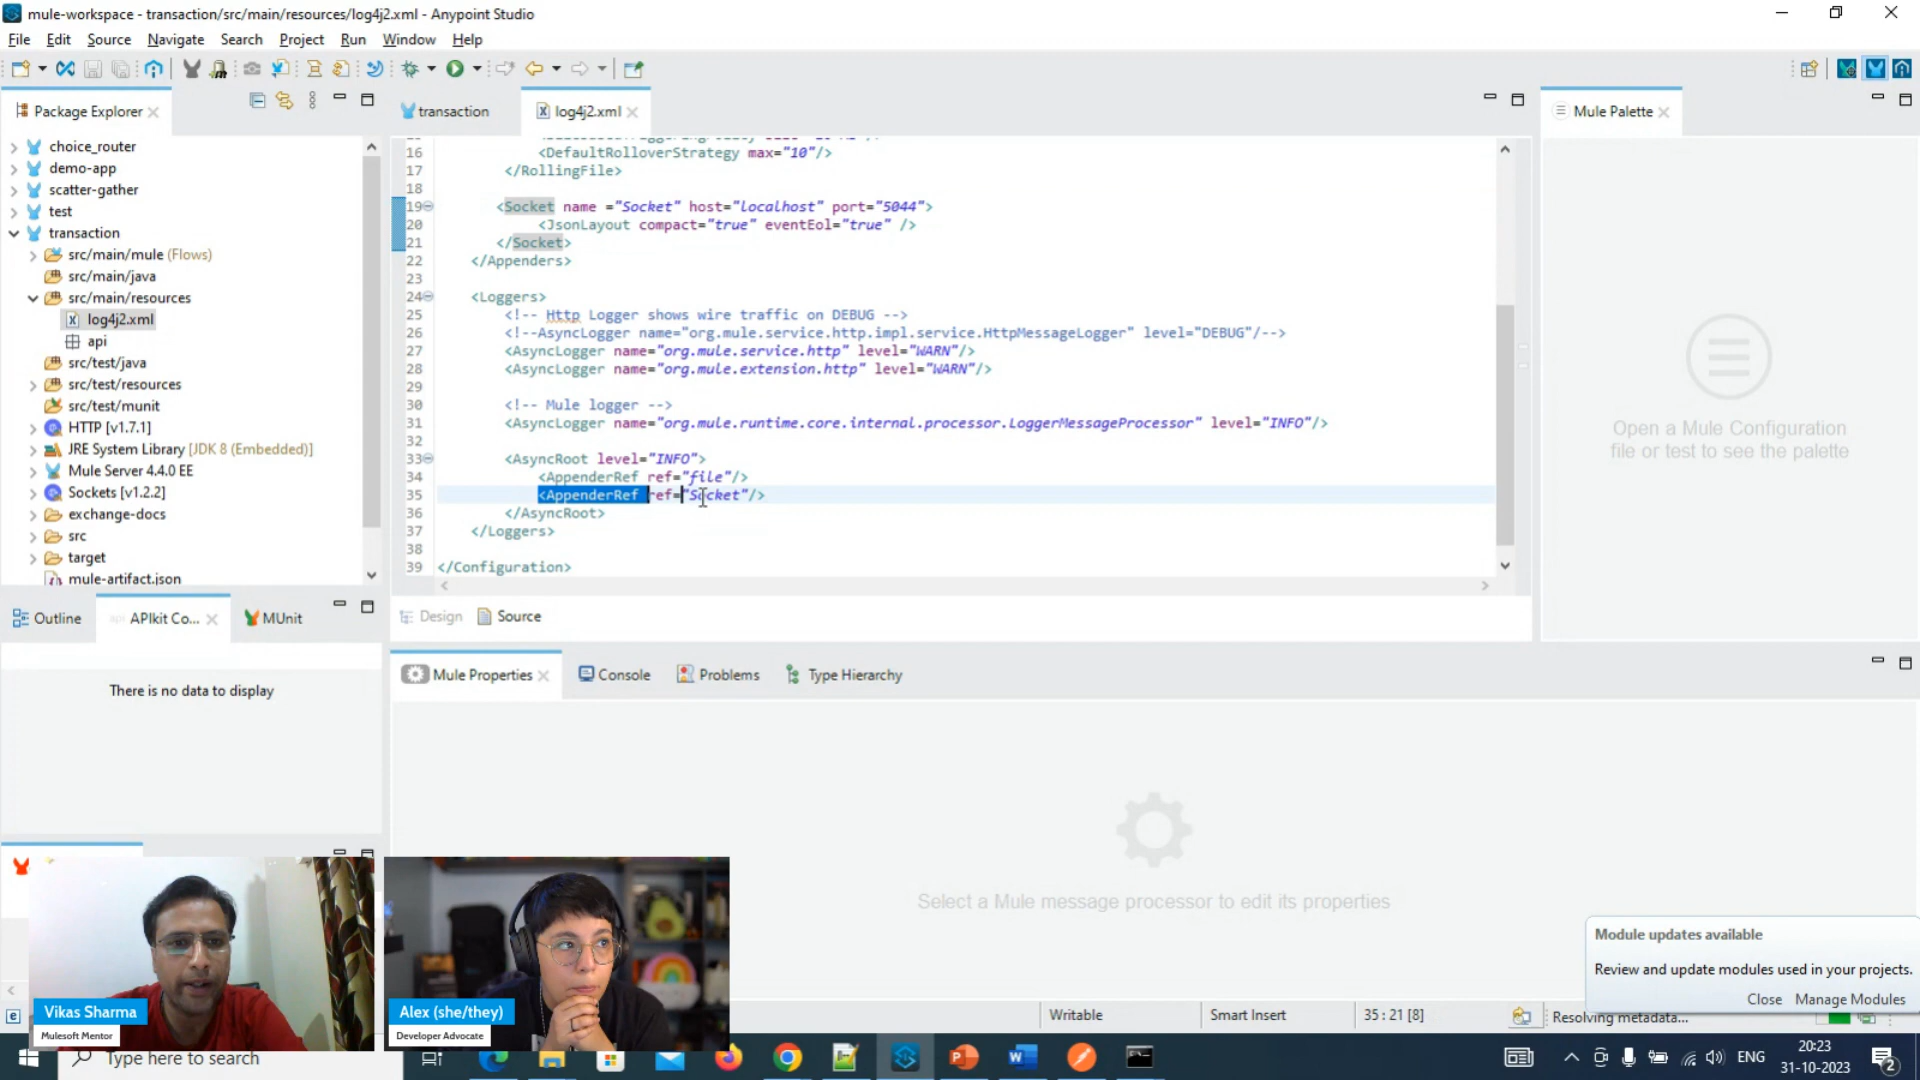 mule-workspace - transaction/src/main/resources/log4j2.xml - Anypoint Studio
File Edit Source Navigate Search Project Run Window Help
Package Explorer
choice_router
demo-app
scatter-gather
test
transaction
src/main/mule (Flows)
src/main/java
src/main/resources
log4j2.xml
api
src/test/java
src/test/resources
src/test/munit
HTTP [v1.7.1]
JRE System Library [JDK 8 (Embedded)]
Mule Server 4.4.0 EE
Sockets [v1.2.2]
exchange-docs
src
target
mule-artifact.json
transaction log4j2.xml
16 <DefaultRolloverStrategy max="10"/>
17 </RollingFile>
18
19 <Socket name ="Socket" host="localhost" port="5044">
20 <JsonLayout compact="true" eventEol="true" />
21 </Socket>
22 </Appenders>
23
24 <Loggers>
25 <!-- Http Logger shows wire traffic on DEBUG -->
26 <!--AsyncLogger name="org.mule.service.http.impl.service.HttpMessageLogger" level="DEBUG"/-->
27 <AsyncLogger name="org.mule.service.http" level="WARN"/>
28 <AsyncLogger name="org.mule.extension.http" level="WARN"/>
29
30 <!-- Mule logger -->
31 <AsyncLogger name="org.mule.runtime.core.internal.processor.LoggerMessageProcessor" level="INFO"/>
32
33 <AsyncRoot level="INFO">
34 <AppenderRef ref="file"/>
35 <AppenderRef ref="Socket"/>
36 </AsyncRoot>
37 </Loggers>
38
39 </Configuration>
Design Source
Mule Palette
Open a Mule Configuration
file or test to see the palette
Outline APIkit Co... MUnit
There is no data to display
Mule Properties Console Problems Type Hierarchy
Select a Mule message processor to edit its properties
Module updates available
Review and update modules used in your projects.
Close Manage Modules
Writable Smart Insert 35 : 21 [8] Resolving metadata...
Vikas Sharma
Mulesoft Mentor
Alex (she/they)
Developer Advocate
Type here to search
ENG
20:23
31-10-2023
2